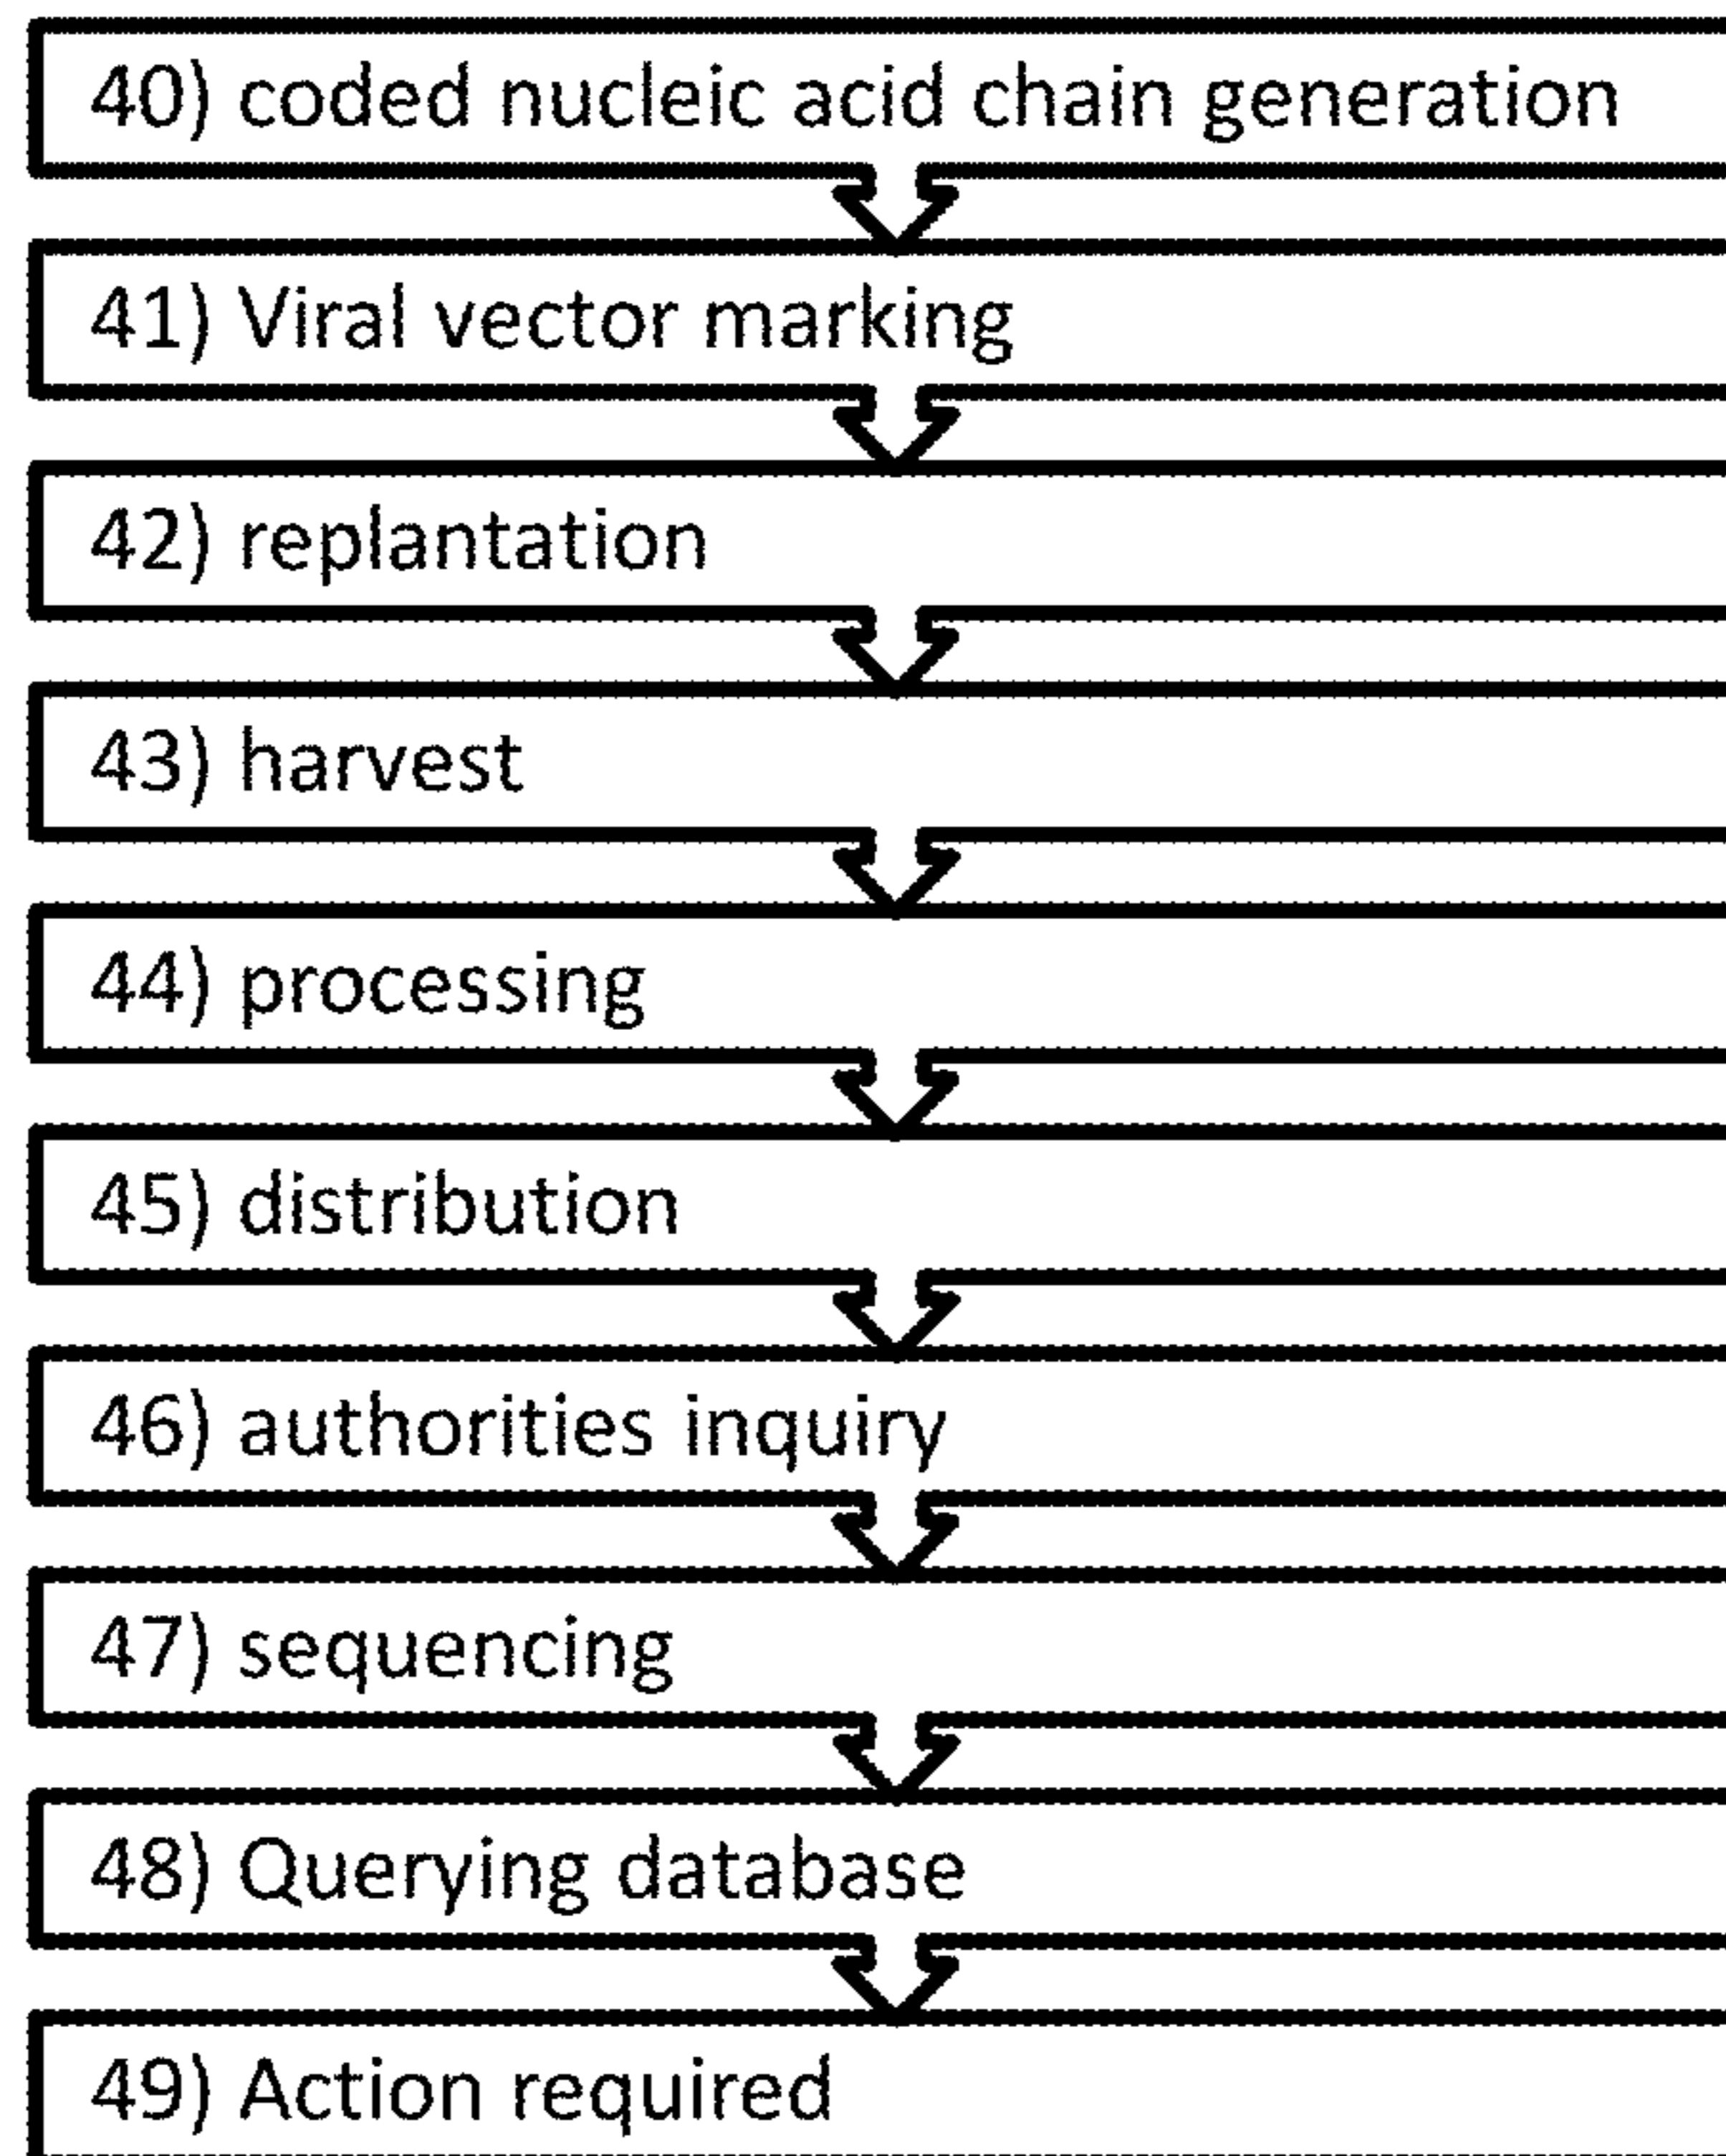 40) coded nucleic acid chain generation
41) Viral vector marking
42) replantation
43) harvest
44) processing
45) distribution
46) authorities inquiry
47) sequencing
48) Querying database
49) Action required